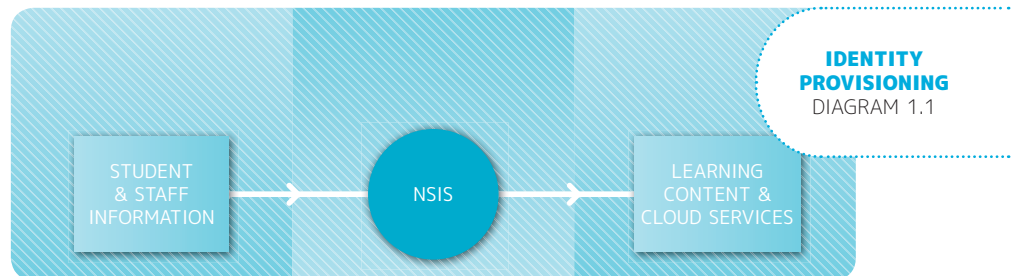 IDENTITY
PROVISIONING
DIAGRAM 1.1
STUDENT
& STAFF
INFORMATION
NSIS
LEARNING
CONTENT &
CLOUD SERVICES